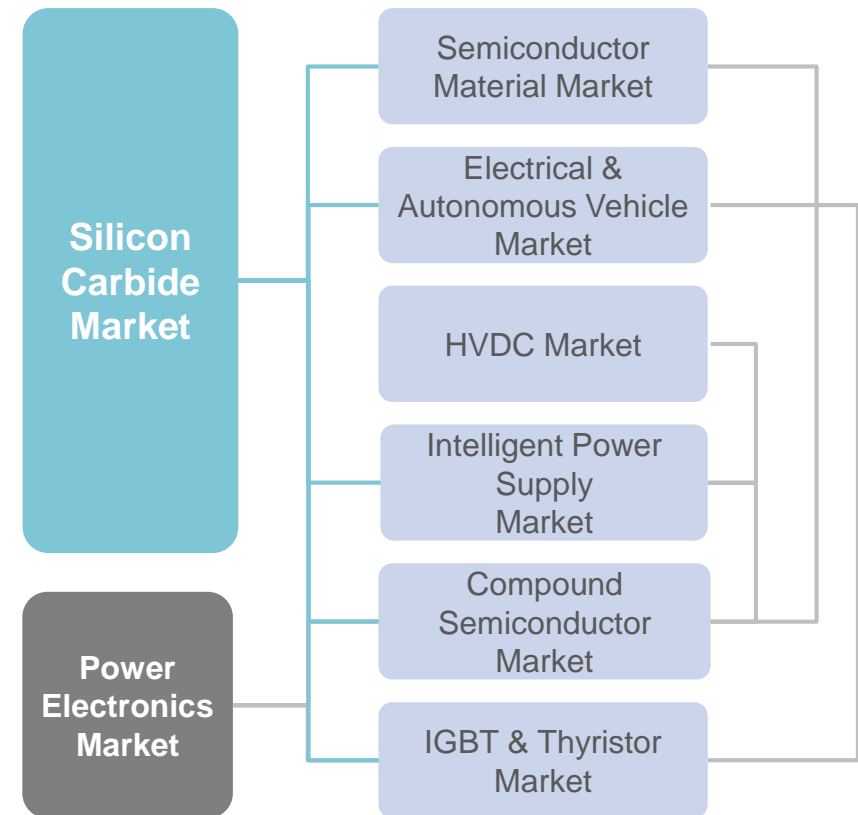 Silicon
Carbide
Market
Power
Electronics
Market
Semiconductor
Material Market
Electrical &
Autonomous Vehicle
Market
HVDC Market
Intelligent Power
Supply
Market
Compound
Semiconductor
Market
IGBT & Thyristor
Market